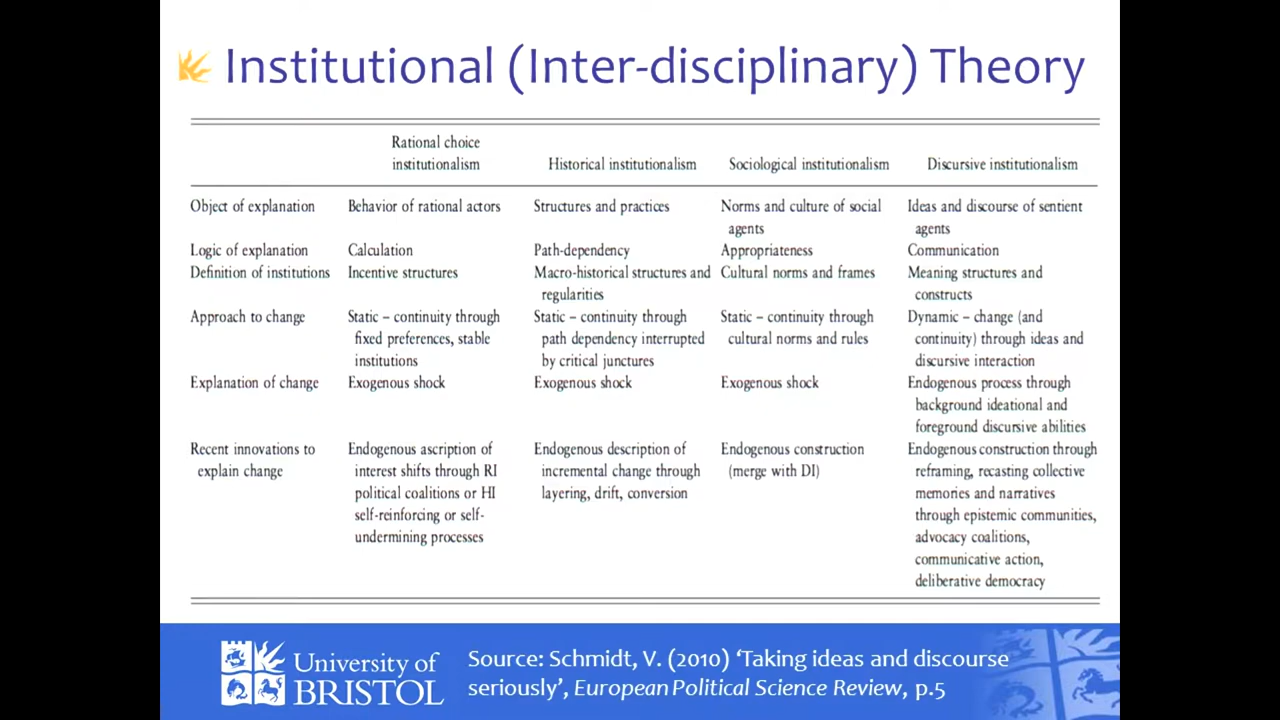 Institutional (Inter-disciplinary) Theory
Rational choice
institutionalism
Historical institutionalism
Sociological institutionalism
Discursive institutionalism
Object of explanation
Behavior of rational actors
Structures and practices
Norms and culture of social
agents
Ideas and discourse of sentient
agents
Logic of explanation
Calculation
Path-dependency
Appropriateness
Communication
Definition of institutions
Incentive structures
Macro-historical structures and
regularities
Cultural norms and frames
Meaning structures and
constructs
Approach to change
Static – continuity through
fixed preferences, stable
institutions
Static – continuity through
path dependency interrupted
by critical junctures
Static – continuity through
cultural norms and rules
Dynamic – change (and
continuity) through ideas and
discursive interaction
Explanation of change
Exogenous shock
Exogenous shock
Exogenous shock
Endogenous process through
background ideational and
foreground discursive abilities
Recent innovations to
explain change
Endogenous ascription of
interest shifts through RI
political coalitions or HI
self-reinforcing or self-
undermining processes
Endogenous description of
incremental change through
layering, drift, conversion
Endogenous construction
(merge with DI)
Endogenous construction through
reframing, recasting collective
memories and narratives
through epistemic communities,
advocacy coalitions,
communicative action,
deliberative democracy
University of
BRISTOL
Source: Schmidt, V. (2010) ‘Taking ideas and discourse
seriously’, European Political Science Review, p.5